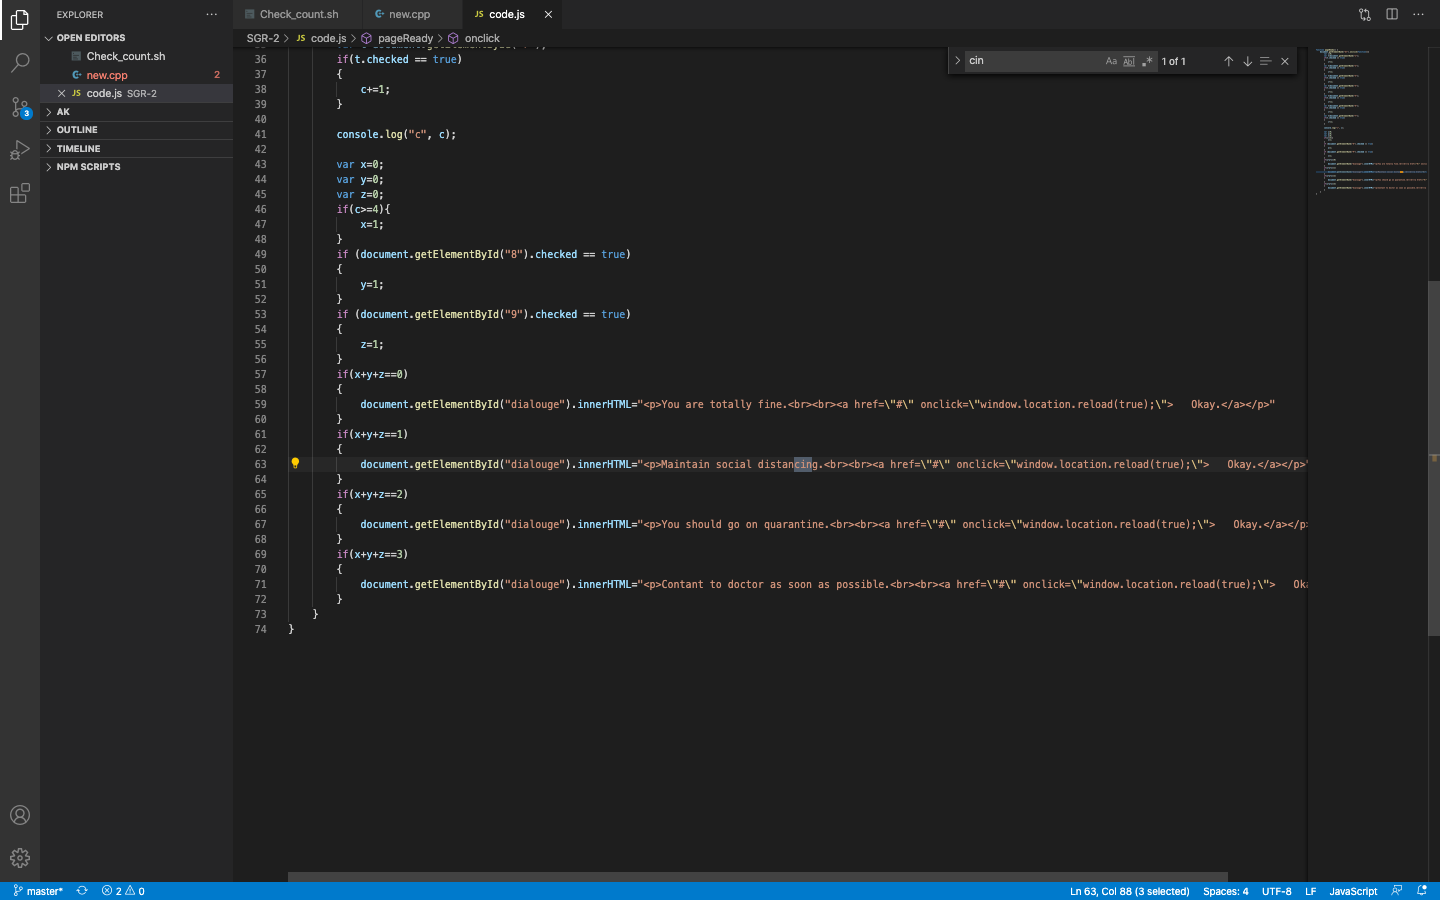 EXPLORER
OPEN EDITORS
Check_count.sh
new.cpp 2
JS code.js SGR-2
AK
OUTLINE
TIMELINE
NPM SCRIPTS
3
Check_count.sh new.cpp JS code.js
SGR-2 > JS code.js > pageReady > onclick
cin Aa Abl .* 1 of 1
36 if(t.checked == true)
37 {
38 c+=1;
39 }
40
41 console.log("c", c);
42
43 var x=0;
44 var y=0;
45 var z=0;
46 if(c>=4){
47 x=1;
48 }
49 if (document.getElementById("8").checked == true)
50 {
51 y=1;
52 }
53 if (document.getElementById("9").checked == true)
54 {
55 z=1;
56 }
57 if(x+y+z==0)
58 {
59 document.getElementById("dialouge").innerHTML="<p>You are totally fine.<br><br><a href=\"#\" onclick=\"window.location.reload(true);\">   Okay.</a></p>"
60 }
61 if(x+y+z==1)
62 {
63 document.getElementById("dialouge").innerHTML="<p>Maintain social distancing.<br><br><a href=\"#\" onclick=\"window.location.reload(true);\">   Okay.</a></p>"
64 }
65 if(x+y+z==2)
66 {
67 document.getElementById("dialouge").innerHTML="<p>You should go on quarantine.<br><br><a href=\"#\" onclick=\"window.location.reload(true);\">   Okay.</a></p>
68 }
69 if(x+y+z==3)
70 {
71 document.getElementById("dialouge").innerHTML="<p>Contant to doctor as soon as possible.<br><br><a href=\"#\" onclick=\"window.location.reload(true);\">   Oka
72 }
73 }
74 }
master* 2 0 Ln 63, Col 88 (3 selected) Spaces: 4 UTF-8 LF JavaScript